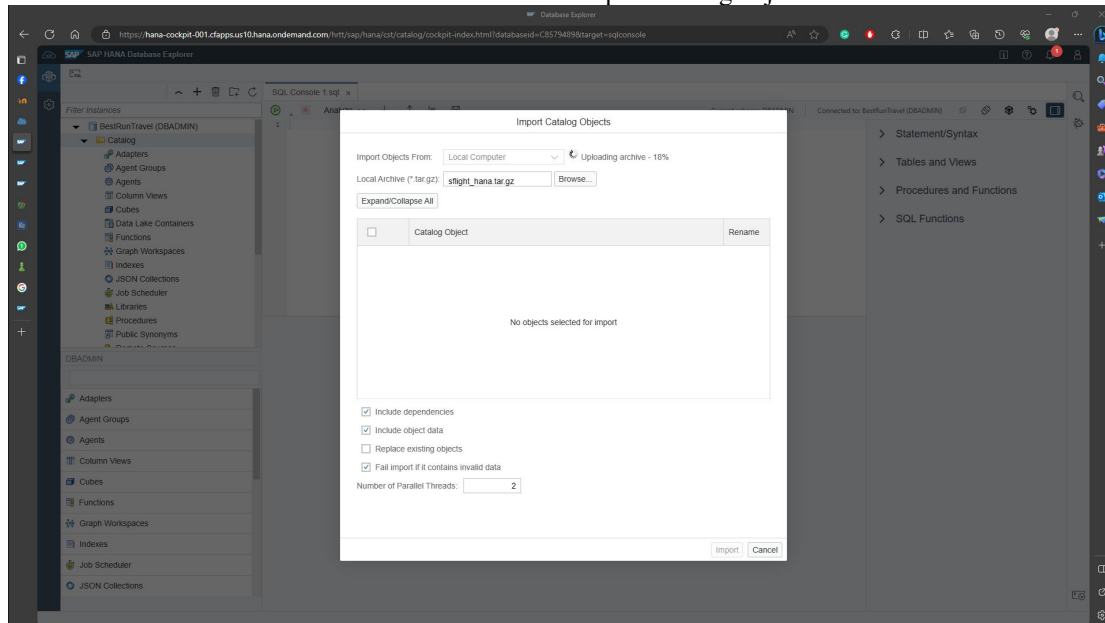 Database Explorer
https://hana-cockpit-001.cfapps.us10.hana.ondemand.com/hrtt/sap/hana/cst/catalog/cockpit-index.html?databaseid=C8579489&target=sqlconsole
SAP SAP HANA Database Explorer
SQL Console 1.sql
Filter Instances
BestRunTravel (DBADMIN)
Catalog
Adapters
Agent Groups
Agents
Column Views
Cubes
Data Lake Containers
Functions
Graph Workspaces
Indexes
JSON Collections
Job Scheduler
Libraries
Procedures
Public Synonyms
DBADMIN
Adapters
Agent Groups
Agents
Column Views
Cubes
Functions
Graph Workspaces
Indexes
Job Scheduler
JSON Collections
1
Connected to: BestRunTravel (DBADMIN)
Import Catalog Objects
Import Objects From: Local Computer Uploading archive - 18%
Local Archive (*.tar.gz): sflight_hana.tar.gz Browse...
Expand/Collapse All
Catalog Object Rename
No objects selected for import
Include dependencies
Include object data
Replace existing objects
Fail import if it contains invalid data
Number of Parallel Threads: 2
Import Cancel
Statement/Syntax
Tables and Views
Procedures and Functions
SQL Functions